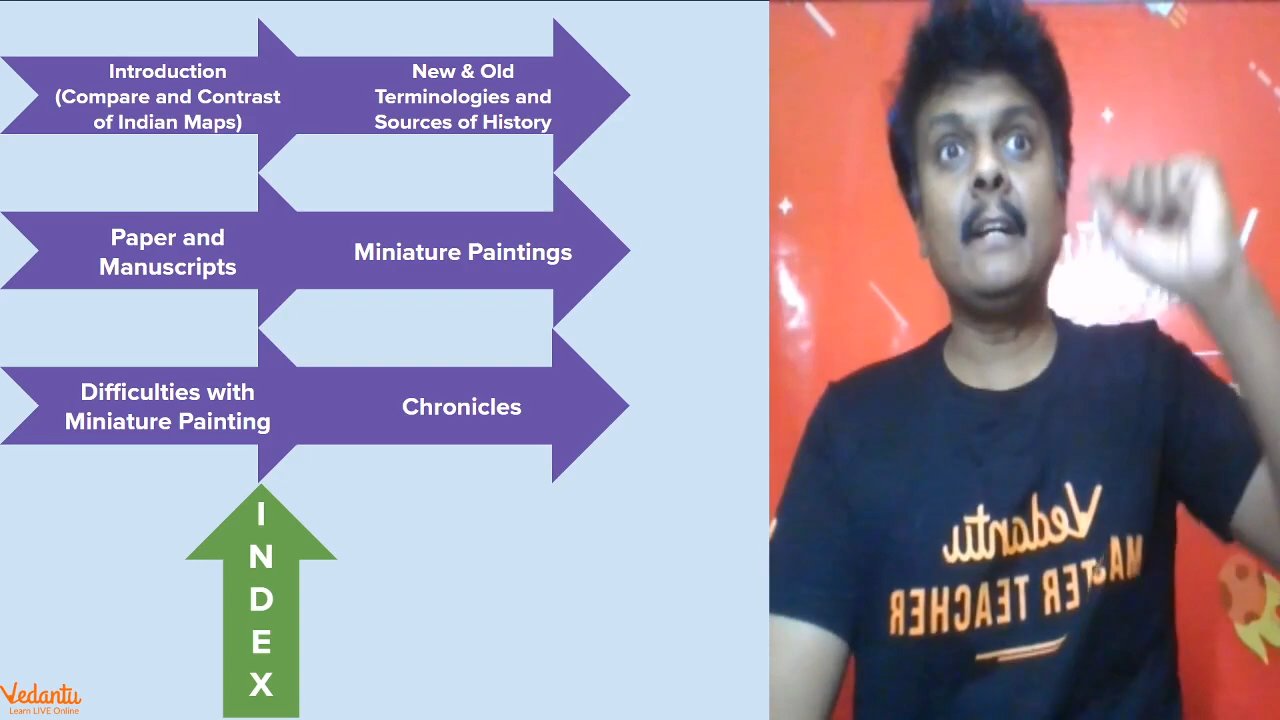 Introduction
(Compare and Contrast
of Indian Maps)
New & Old
Terminologies and
Sources of History
Paper and
Manuscripts
Miniature Paintings
Difficulties with
Miniature Painting
Chronicles
I
N
D
E
X
Vedantu
Learn LIVE Online
Vedantu
MASTER TEACHER